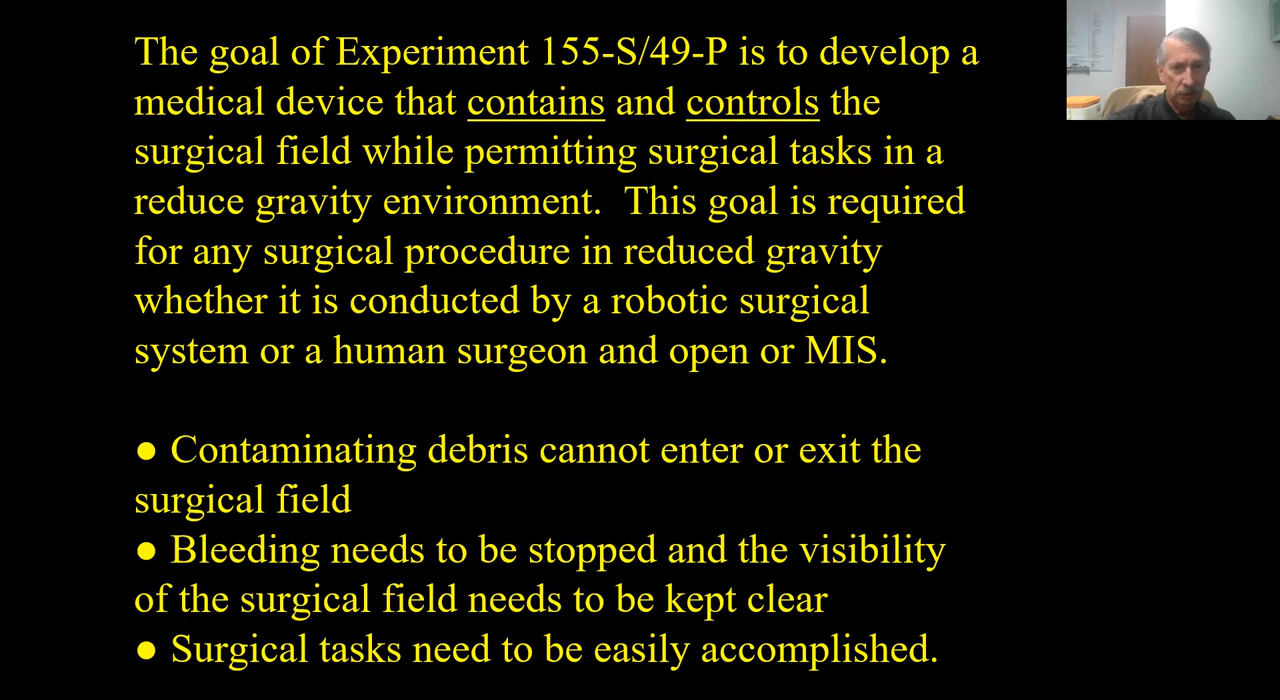 The goal of Experiment 155-S/49-P is to develop a
medical device that contains and controls the
surgical field while permitting surgical tasks in a
reduce gravity environment.  This goal is required
for any surgical procedure in reduced gravity
whether it is conducted by a robotic surgical
system or a human surgeon and open or MIS.
● Contaminating debris cannot enter or exit the
surgical field
● Bleeding needs to be stopped and the visibility
of the surgical field needs to be kept clear
● Surgical tasks need to be easily accomplished.